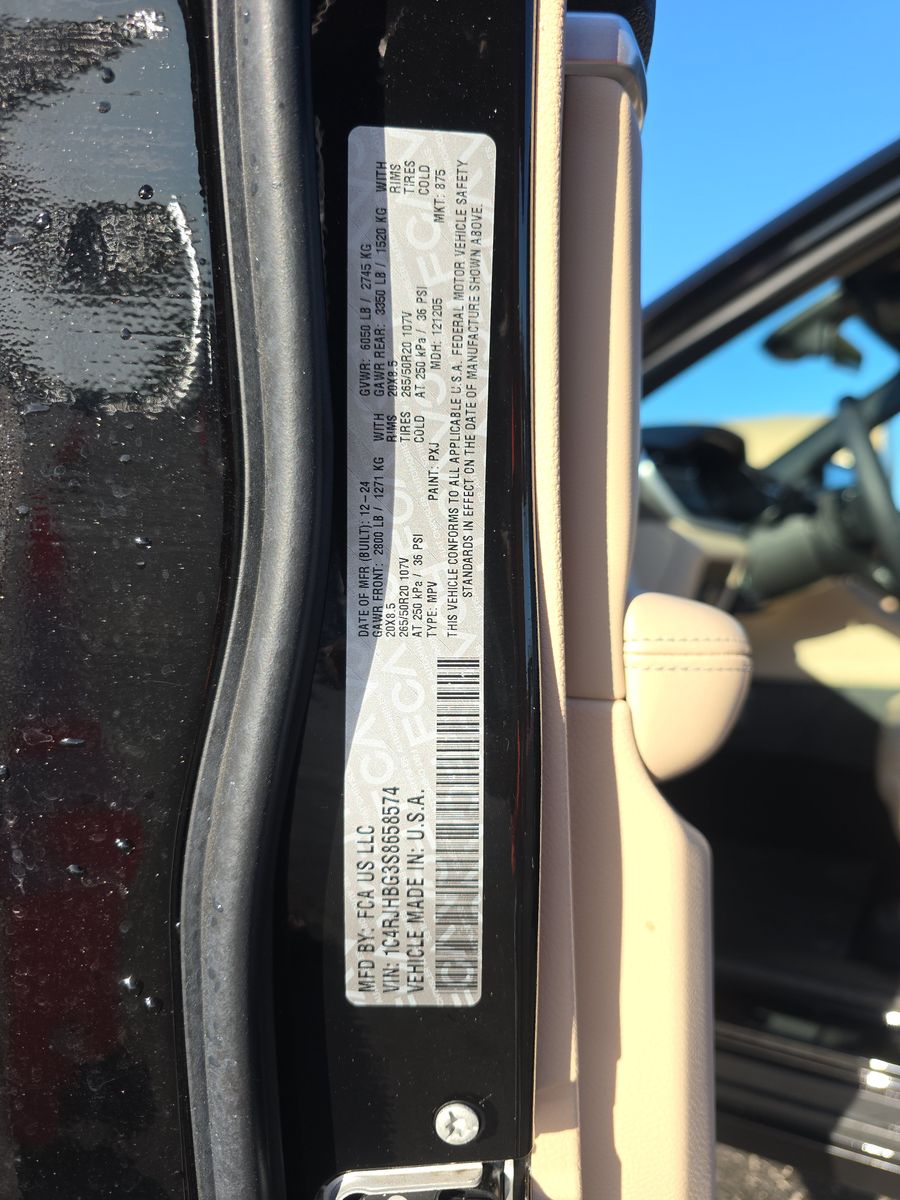 MFD BY: FCA US LLC
VIN: 1C4RJHBG3S8658574
VEHICLE MADE IN: U.S.A.
DATE OF MFR (BUILT): 12-24 GVWR: 6050 LB / 2745 KG
GAWR FRONT: 2800 LB / 1271 KG WITH GAWR REAR: 3350 LB / 1520 KG WITH
20X8.5 RIMS 20X8.5 RIMS
265/50R20 107V TIRES 265/50R20 107V TIRES
AT 250 kPa / 36 PSI COLD AT 250 kPa / 36 PSI COLD
TYPE: MPV PAINT: PXJ MDH: 121205 MKT: 875
THIS VEHICLE CONFORMS TO ALL APPLICABLE U.S.A. FEDERAL MOTOR VEHICLE SAFETY
STANDARDS IN EFFECT ON THE DATE OF MANUFACTURE SHOWN ABOVE.